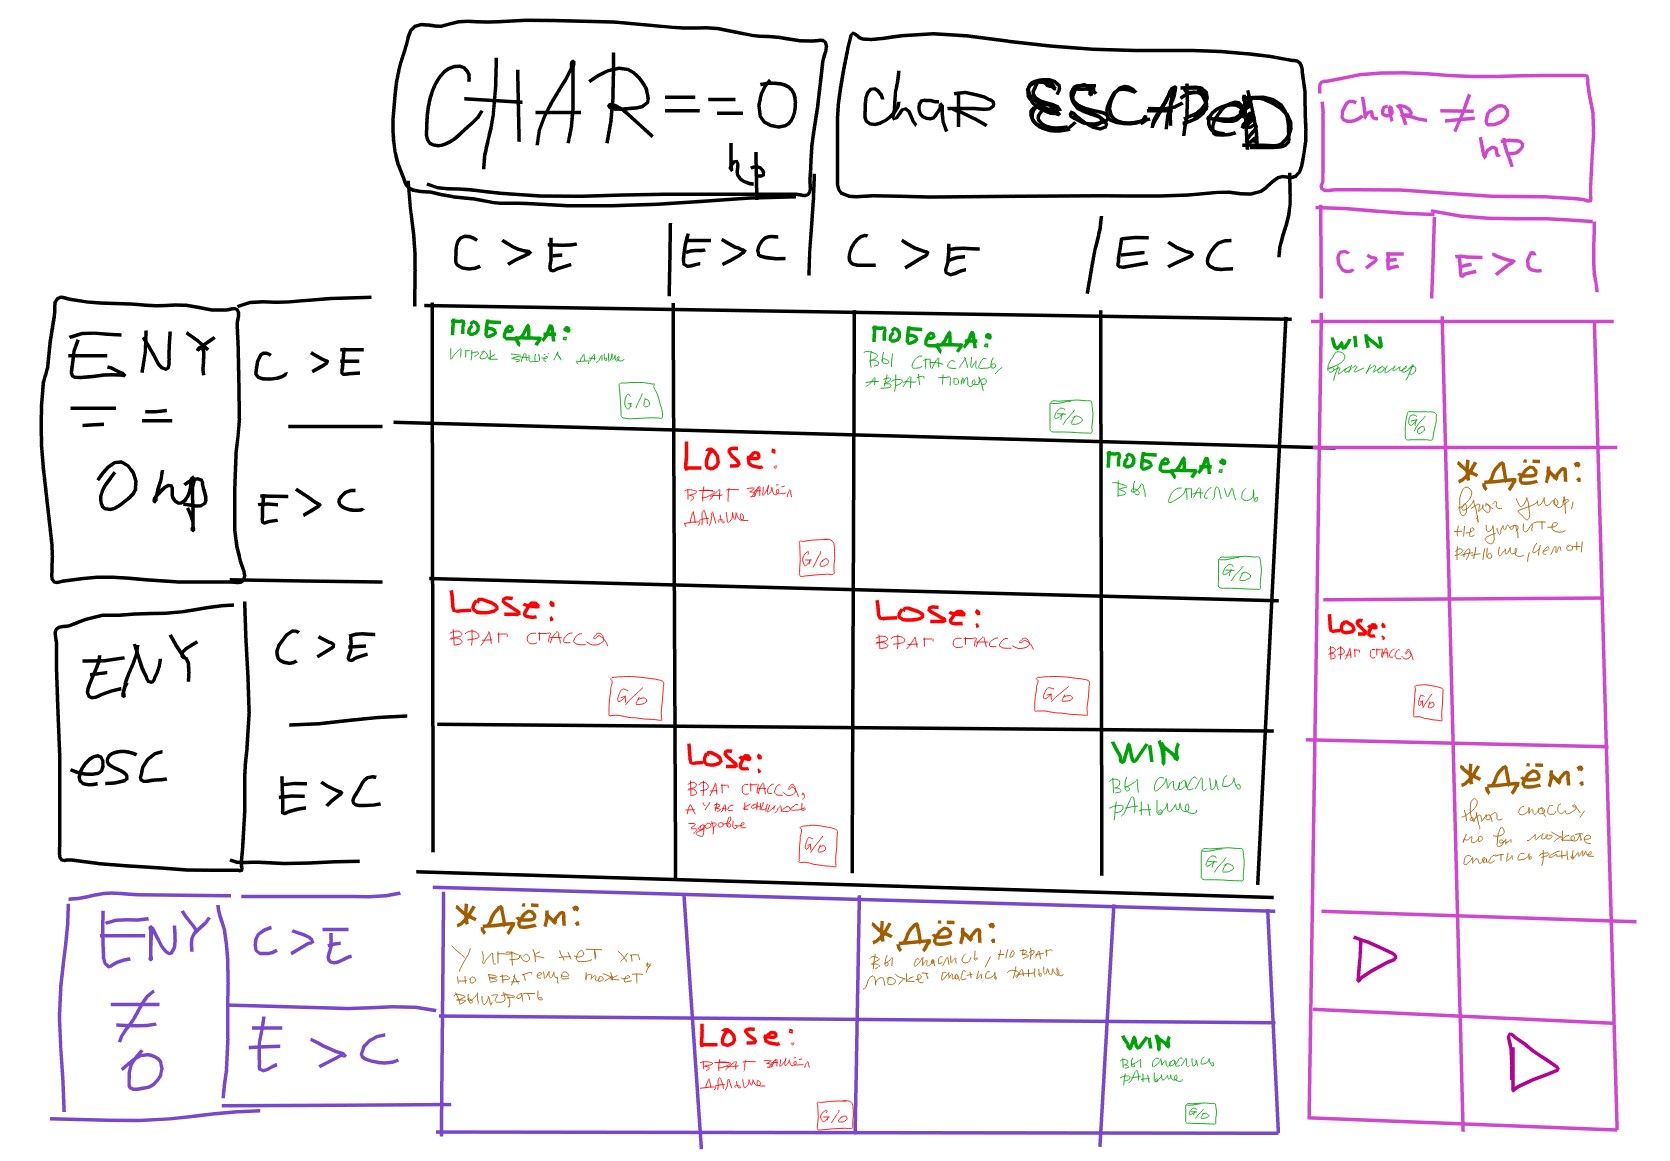 CHAR==0
hp
chaR ESCAPeD
ChaR ≠0
hp
C>E
E>C
C>E
E>C
C>E
E>C
ENY
==
0hp
C>E
E>C
ПОБеДА:
ИГРОК ЗАШЁЛ ДАЛЬШЕ
G/O
ПОБеДА:
ВЫ СПАСЛИСЬ,
А ВРАГ ПОМЕР
G/O
WIN
враг помер
G/O
LOSe:
ВРАГ ЗАШЁЛ
ДАЛЬШЕ
G/O
ПОБеДА:
ВЫ СПАСЛИСЬ
G/O
ЖДЁМ:
враг умер,
не умрите
раньше, чем он
ENY
esc
C>E
E>C
LOSe:
ВРАГ СПАССЯ
G/O
LOSe:
ВРАГ СПАССЯ
G/O
LOSe:
ВРАГ СПАССЯ
G/O
LOSe:
ВРАГ СПАССЯ,
А У ВАС КОНЧИЛОСЬ
здоровье
G/O
WIN
ВЫ СПАСЛИСЬ
РАНЬШЕ
G/O
ЖДЁМ:
враг спасся,
но вы можете
спастись раньше
ENY
≠
0
C>E
E>C
ЖДЁМ:
У ИГРОК НЕТ ХП,
НО ВРАГ ЕЩЕ МОЖЕТ
ВЫИГРАТЬ
ЖДЁМ:
ВЫ СПАСЛИСЬ, НО ВРАГ
МОЖЕТ СПАСТИСЬ РАНЬШЕ
LOSe:
ВРАГ ЗАШЁЛ
ДАЛЬШЕ
G/O
WIN
ВЫ СПАСЛИСЬ
РАНЬШЕ
G/O